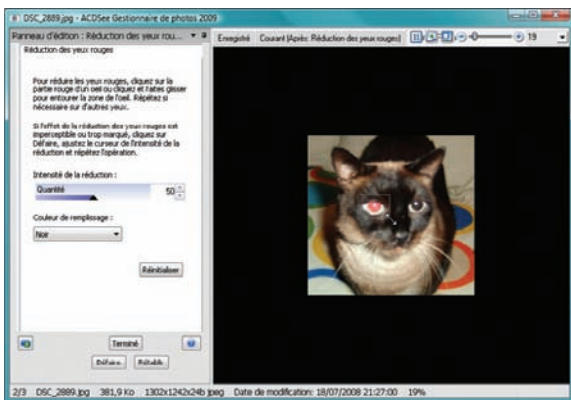 DSC_2889.jpg - ACDSee Gestionnaire de photos 2009
Panneau d'édition : Réduction des yeux rou...
Enregistré Courant (Après: Réduction des yeux rouges) 19
Réduction des yeux rouges
Pour réduire les yeux rouges, cliquez sur la
partie rouge d'un oeil ou cliquez et faites glisser
pour entourer la zone de l'oeil. Répétez si
nécessaire sur d'autres yeux.
Si l'effet de la réduction des yeux rouges est
imperceptible ou trop marqué, cliquez sur
Défaire, ajustez le curseur de l'intensité de la
réduction et répétez l'opération.
Intensité de la réduction :
Quantité 50
Couleur de remplissage :
Noir
Réinitialiser
Terminé
Défaire Rétablir
2/3 DSC_2889.jpg 381,9 Ko 1302x1242x24b jpeg Date de modification: 18/07/2008 21:27:00 19%